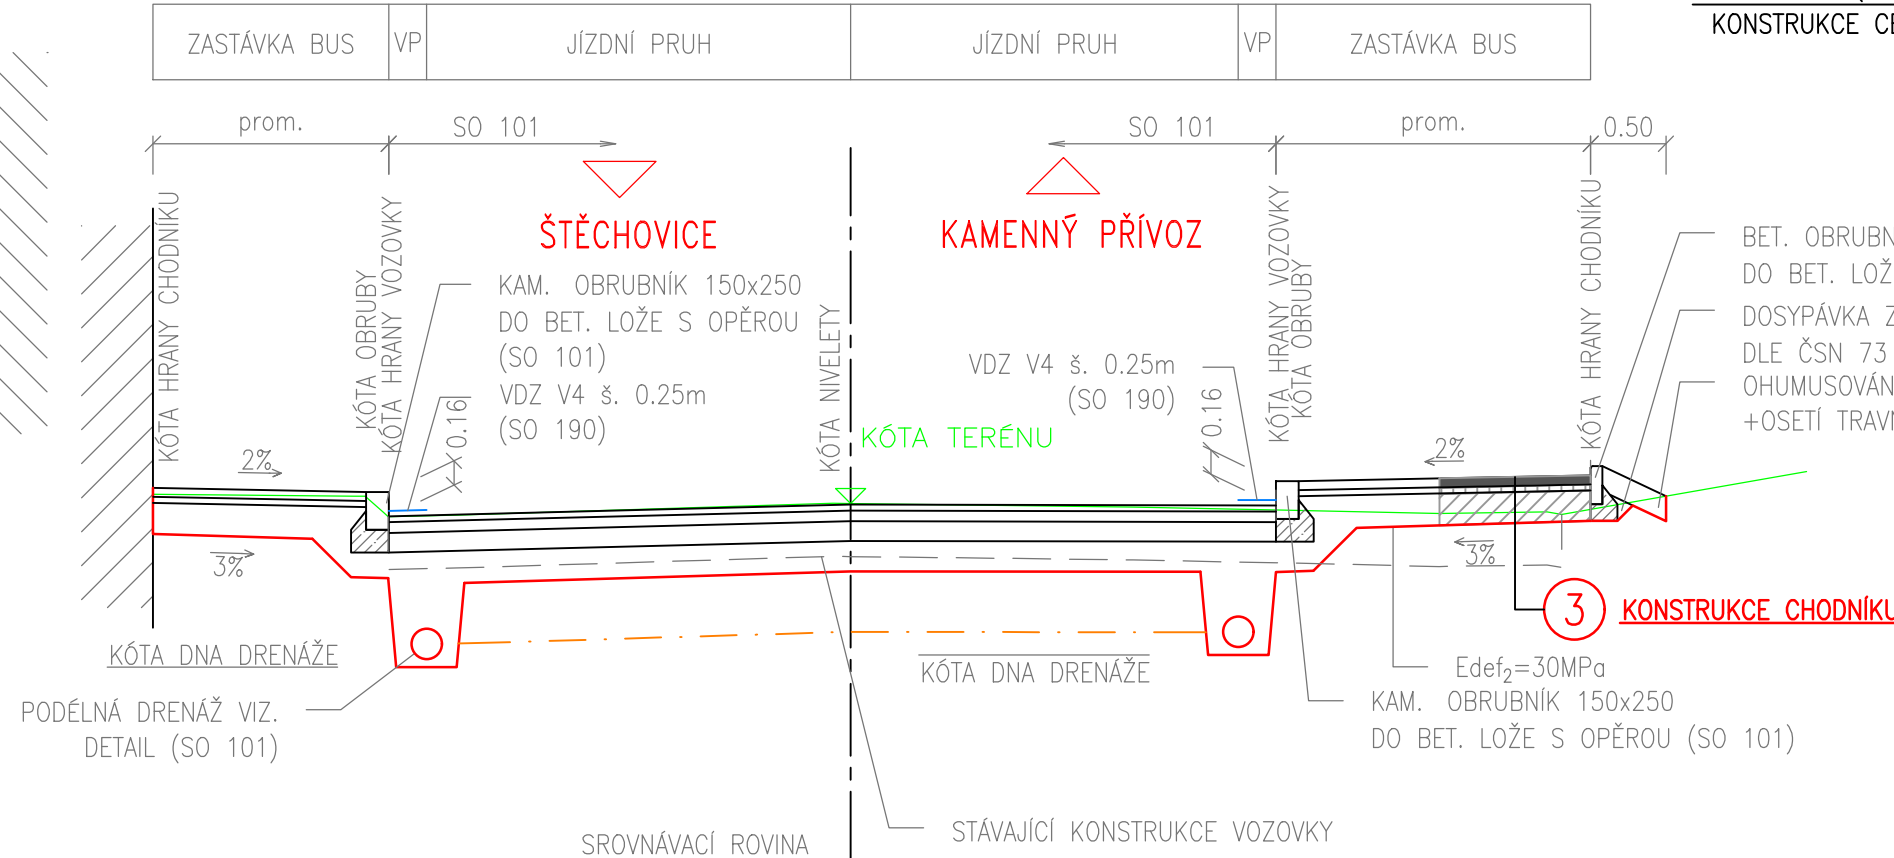 KONSTRUKCE
ZASTÁVKA BUS
VP
JÍZDNÍ PRUH
JÍZDNÍ PRUH
VP
ZASTÁVKA BUS
prom.
SO 101
SO 101
prom.
0.50
ŠTĚCHOVICE
KAMENNÝ PŘÍVOZ
KÓTA HRANY CHODNÍKU
KÓTA OBRUBY
KÓTA HRANY VOZOVKY
KAM. OBRUBNÍK 150x250
DO BET. LOŽE S OPĚROU
(SO 101)
VDZ V4 š. 0.25m
(SO 190)
0.16
KÓTA NIVELETY
KÓTA TERÉNU
VDZ V4 š. 0.25m
(SO 190)
0.16
KÓTA HRANY VOZOVKY
KÓTA OBRUBY
KÓTA HRANY CHODNÍKU
BET.
DO BET.
DOSYPÁVKA
DLE ČSN 73
+OSETÍ
2%
2%
3%
3%
3
KONSTRUKCE CHODNÍKU
KÓTA DNA DRENÁŽE
KÓTA DNA DRENÁŽE
Edef₂=30MPa
KAM. OBRUBNÍK 150x250
DO BET. LOŽE S OPĚROU (SO 101)
PODÉLNÁ DRENÁŽ VIZ.
DETAIL (SO 101)
STÁVAJÍCÍ KONSTRUKCE VOZOVKY
SROVNÁVACÍ ROVINA